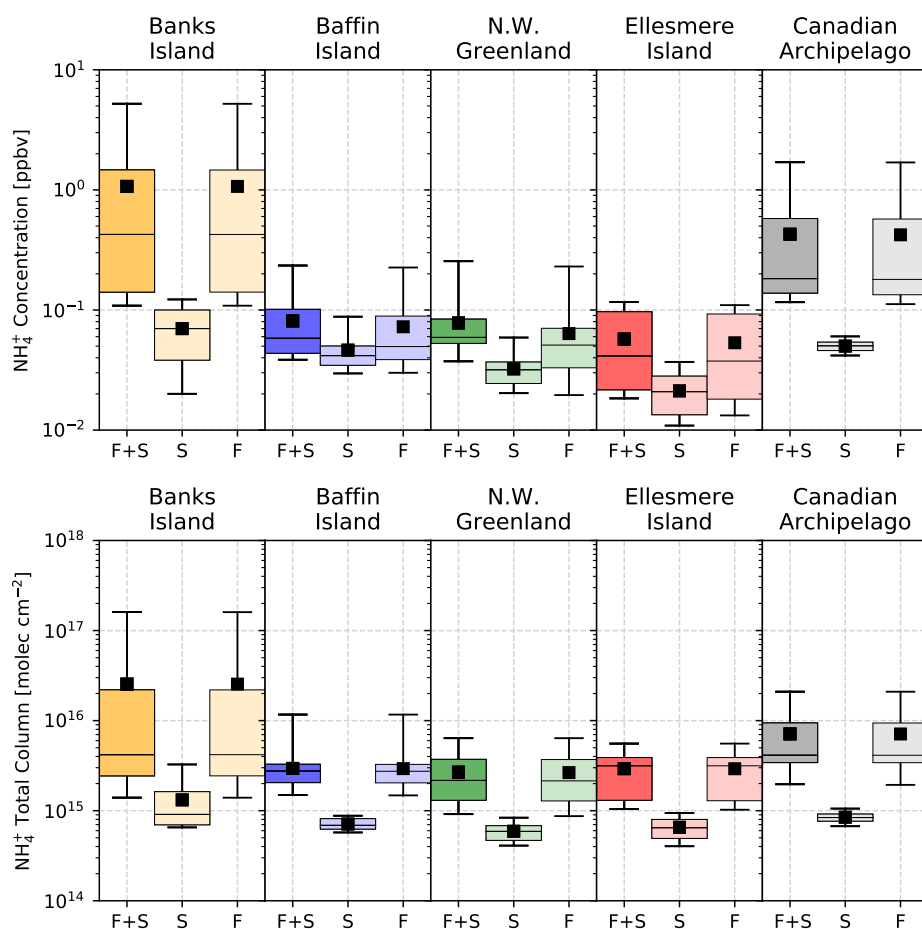 Banks
Island
Baffin
Island
N.W.
Greenland
Ellesmere
Island
Canadian
Archipelago
NH₄⁺ Concentration [ppbv]
10¹
10⁰
10⁻¹
10⁻²
F+S S F F+S S F F+S S F F+S S F F+S S F
Banks
Island
Baffin
Island
N.W.
Greenland
Ellesmere
Island
Canadian
Archipelago
NH₄⁺ Total Column [molec cm⁻²]
10¹⁸
10¹⁷
10¹⁶
10¹⁵
10¹⁴
F+S S F F+S S F F+S S F F+S S F F+S S F